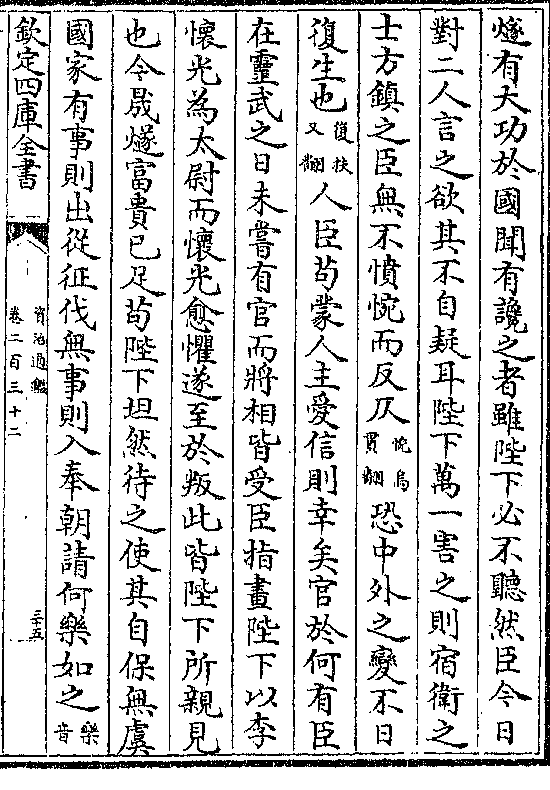 燧有大功於國聞有讒之者雖陛下必不聽然臣今日
對二人言之欲其不自疑耳陛下萬一害之則宿衛之
士方鎮之臣無不憤惋而反仄惋烏貫翻恐中外之變不日
復生也復扶又翻人臣苟蒙人主愛信則幸矣官於何有臣
在靈武之日未嘗有官而將相皆受臣指畫陛下以李
懷光為太尉而懷光愈懼遂至於叛此皆陛下所親見
也今晟燧富貴已足苟陛下坦然待之使其自保無虞
國家有事則出從征伐無事則入奉朝請何樂如之樂音
欽定四庫全書
資治通鑑
卷二百三十二
三十五